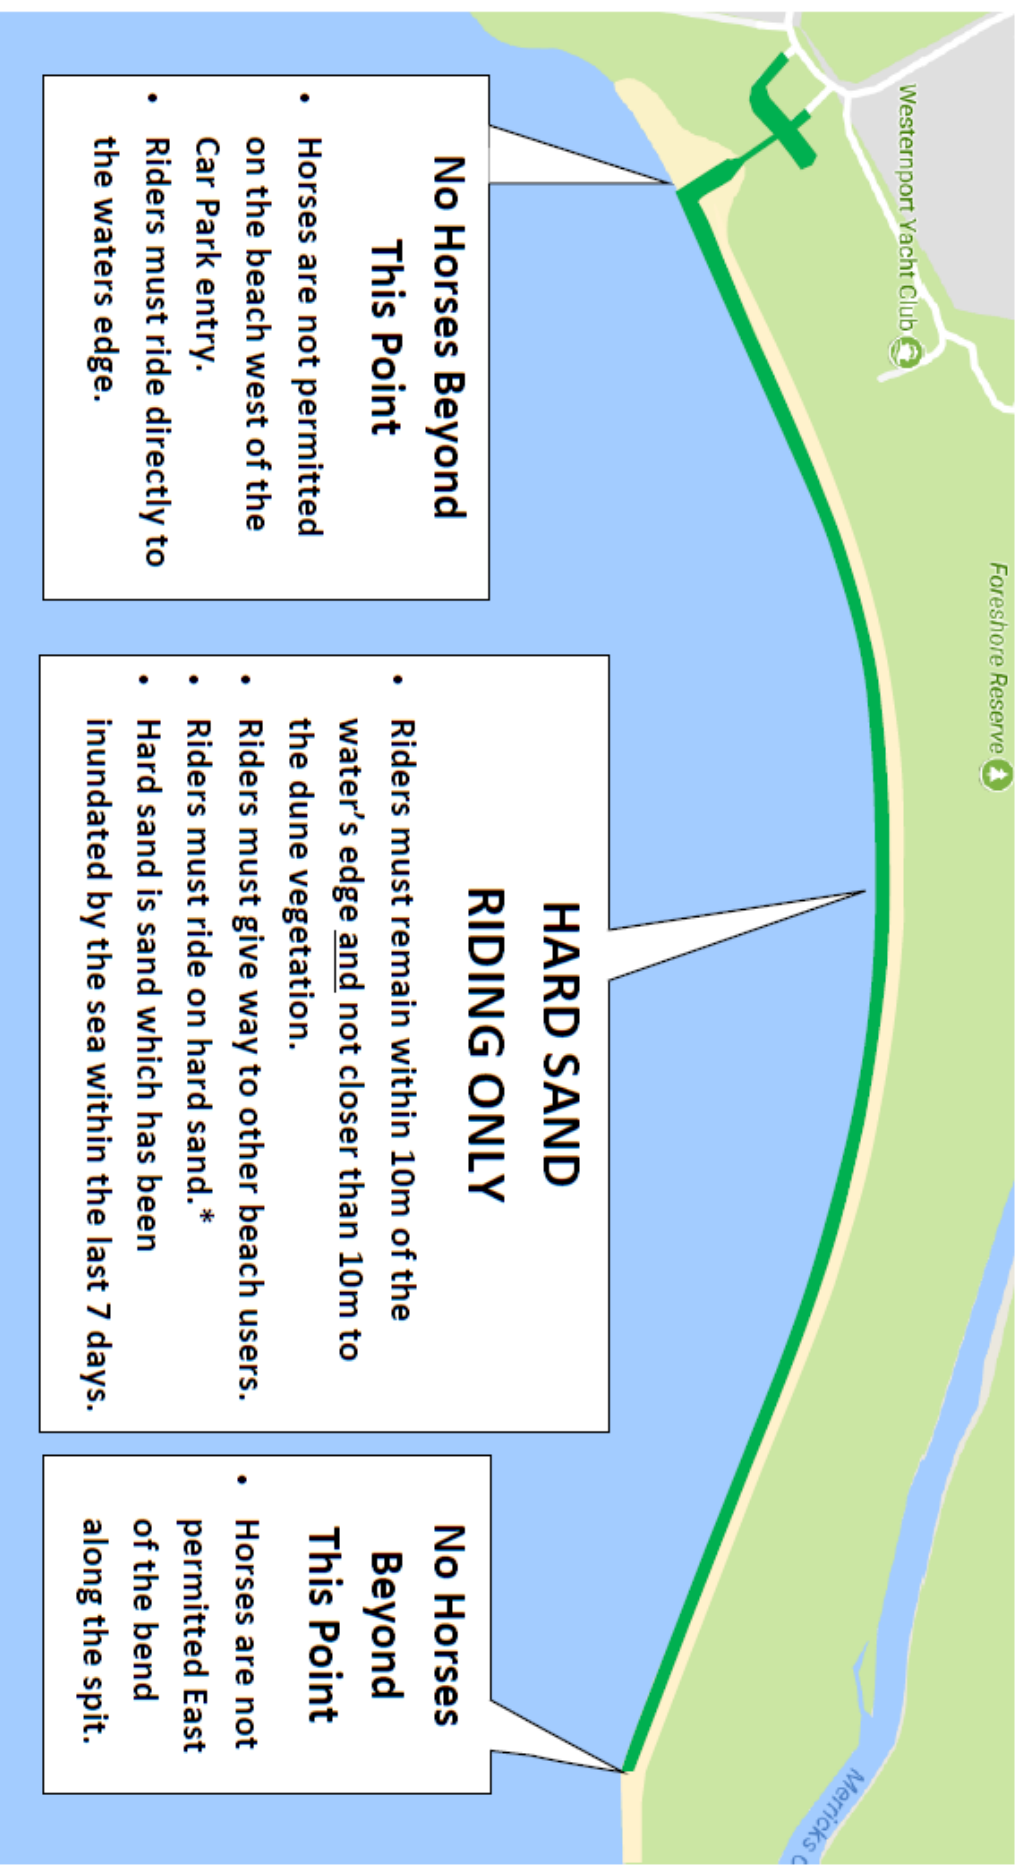 Westernport Yacht Club
Foreshore Reserve
Merricks C
No Horses Beyond
This Point
• Horses are not permitted
on the beach west of the
Car Park entry.
• Riders must ride directly to
the waters edge.
HARD SAND
RIDING ONLY
• Riders must remain within 10m of the
water’s edge and not closer than 10m to
the dune vegetation.
• Riders must give way to other beach users.
• Riders must ride on hard sand.*
• Hard sand is sand which has been
inundated by the sea within the last 7 days.
No Horses
Beyond
This Point
• Horses are not
permitted East
of the bend
along the spit.